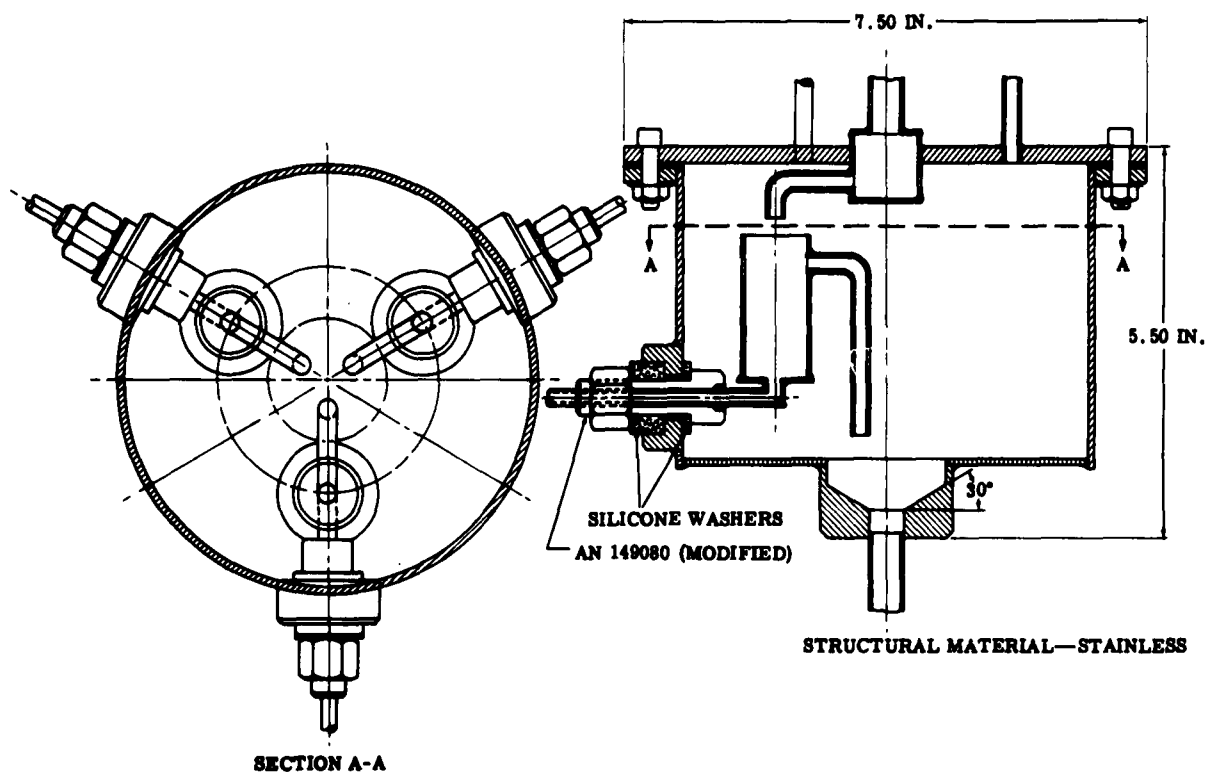 7.50 IN.
A
A
5.50 IN.
30°
SILICONE WASHERS
AN 149080 (MODIFIED)
STRUCTURAL MATERIAL—STAINLESS
SECTION A-A